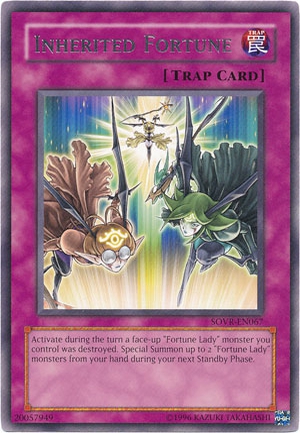 INHERITED FORTUNE
TRAP
罠
[TRAP CARD]
SOVR-EN067
Activate during the turn a face-up "Fortune Lady" monster you
control was destroyed. Special Summon up to 2 "Fortune Lady"
monsters from your hand during your next Standby Phase.
20057949
©1996 KAZUKI TAKAHASHI